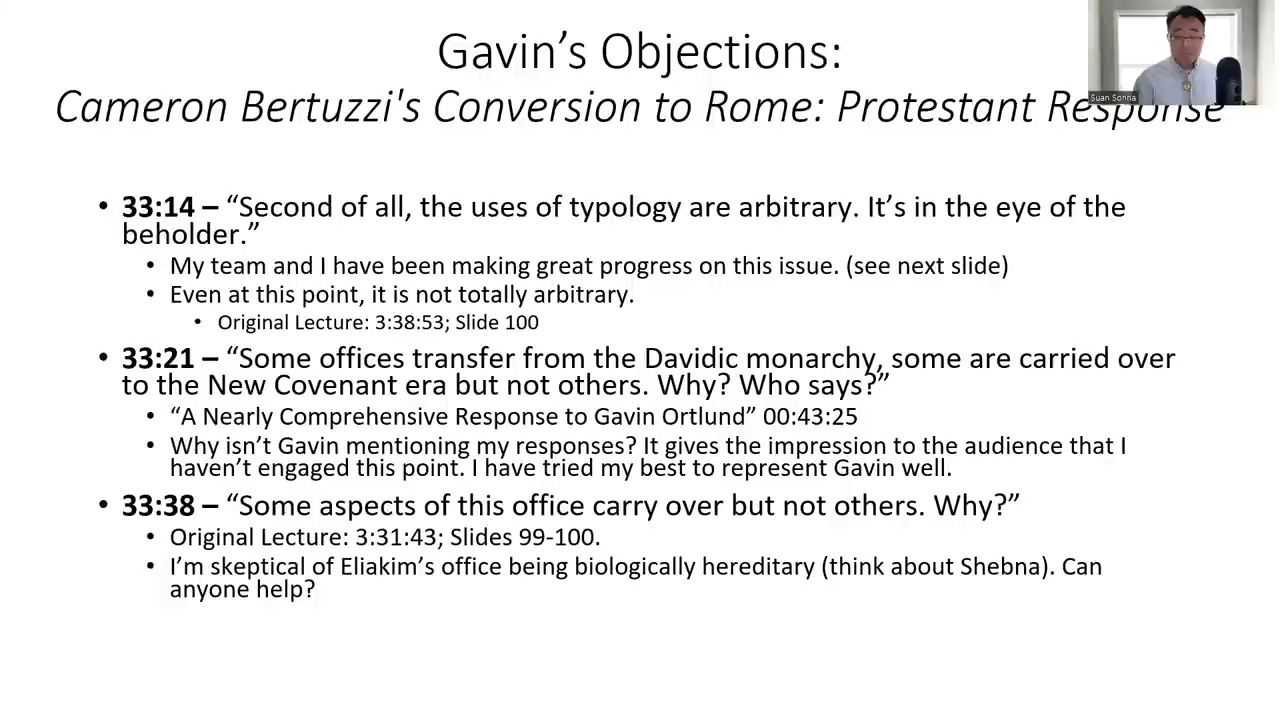 Gavin’s Objections:
Cameron Bertuzzi's Conversion to Rome: Protestant Response
Suan Sonna
• 33:14 – “Second of all, the uses of typology are arbitrary. It’s in the eye of the
beholder.”
• My team and I have been making great progress on this issue. (see next slide)
• Even at this point, it is not totally arbitrary.
• Original Lecture: 3:38:53; Slide 100
• 33:21 – “Some offices transfer from the Davidic monarchy, some are carried over
to the New Covenant era but not others. Why? Who says?”
• “A Nearly Comprehensive Response to Gavin Ortlund” 00:43:25
• Why isn’t Gavin mentioning my responses? It gives the impression to the audience that I
haven’t engaged this point. I have tried my best to represent Gavin well.
• 33:38 – “Some aspects of this office carry over but not others. Why?”
• Original Lecture: 3:31:43; Slides 99-100.
• I’m skeptical of Eliakim’s office being biologically hereditary (think about Shebna). Can
anyone help?